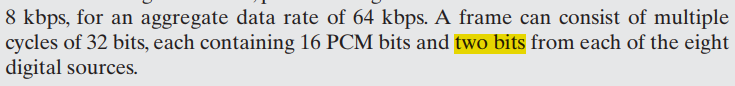 8 kbps, for an aggregate data rate of 64 kbps. A frame can consist of multiple
cycles of 32 bits, each containing 16 PCM bits and two bits from each of the eight
digital sources.